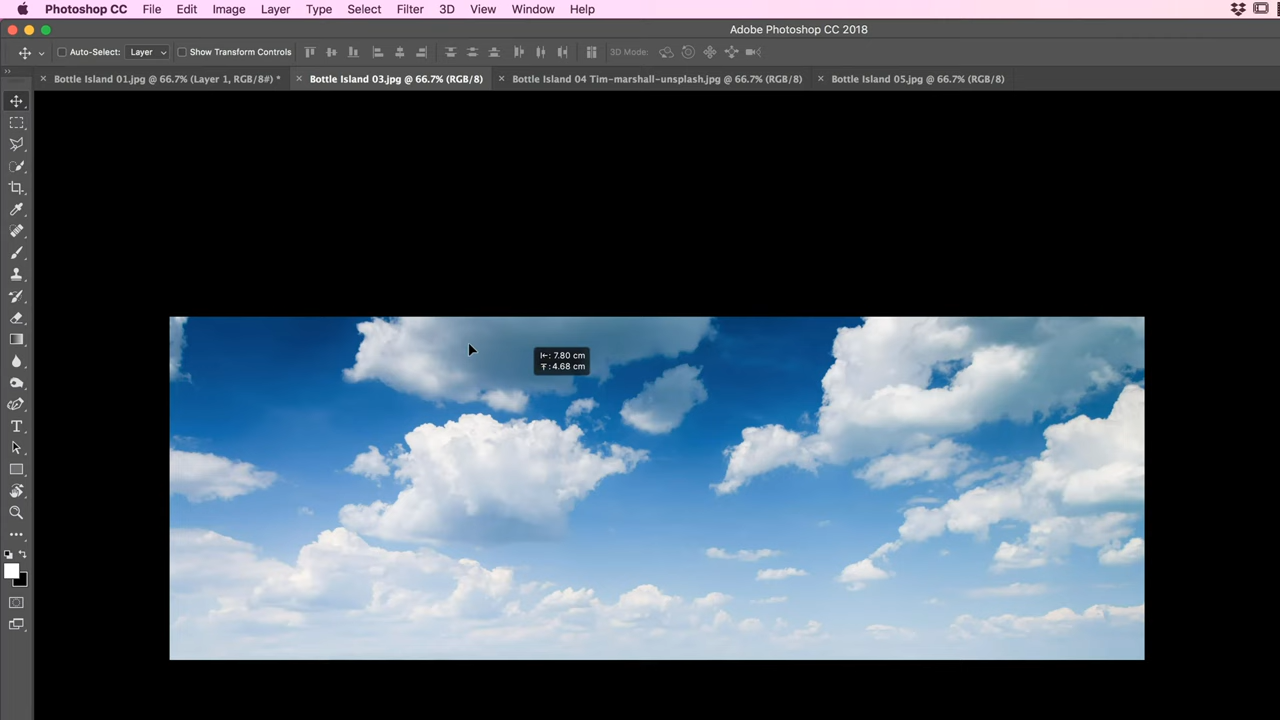 Photoshop CC File Edit Image Layer Type Select Filter 3D View Window Help
Adobe Photoshop CC 2018
Auto-Select: Layer Show Transform Controls 3D Mode:
Bottle Island 01.jpg @ 66.7% (Layer 1, RGB/8#) * Bottle Island 03.jpg @ 66.7% (RGB/8) Bottle Island 04 Tim-marshall-unsplash.jpg @ 66.7% (RGB/8) Bottle Island 05.jpg @ 66.7% (RGB/8)
: 7.80 cm
: 4.68 cm